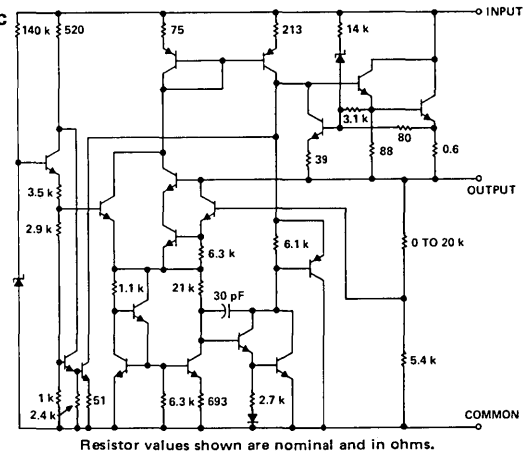 C
INPUT
140 k
520
75
213
14 k
3.1 k
80
39
88
0.6
3.5 k
OUTPUT
2.9 k
6.3 k
6.1 k
0 TO 20 k
1.1 k
21 k
30 pF
5.4 k
1 k
2.4 k
51
6.3 k
693
2.7 k
COMMON
Resistor values shown are nominal and in ohms.